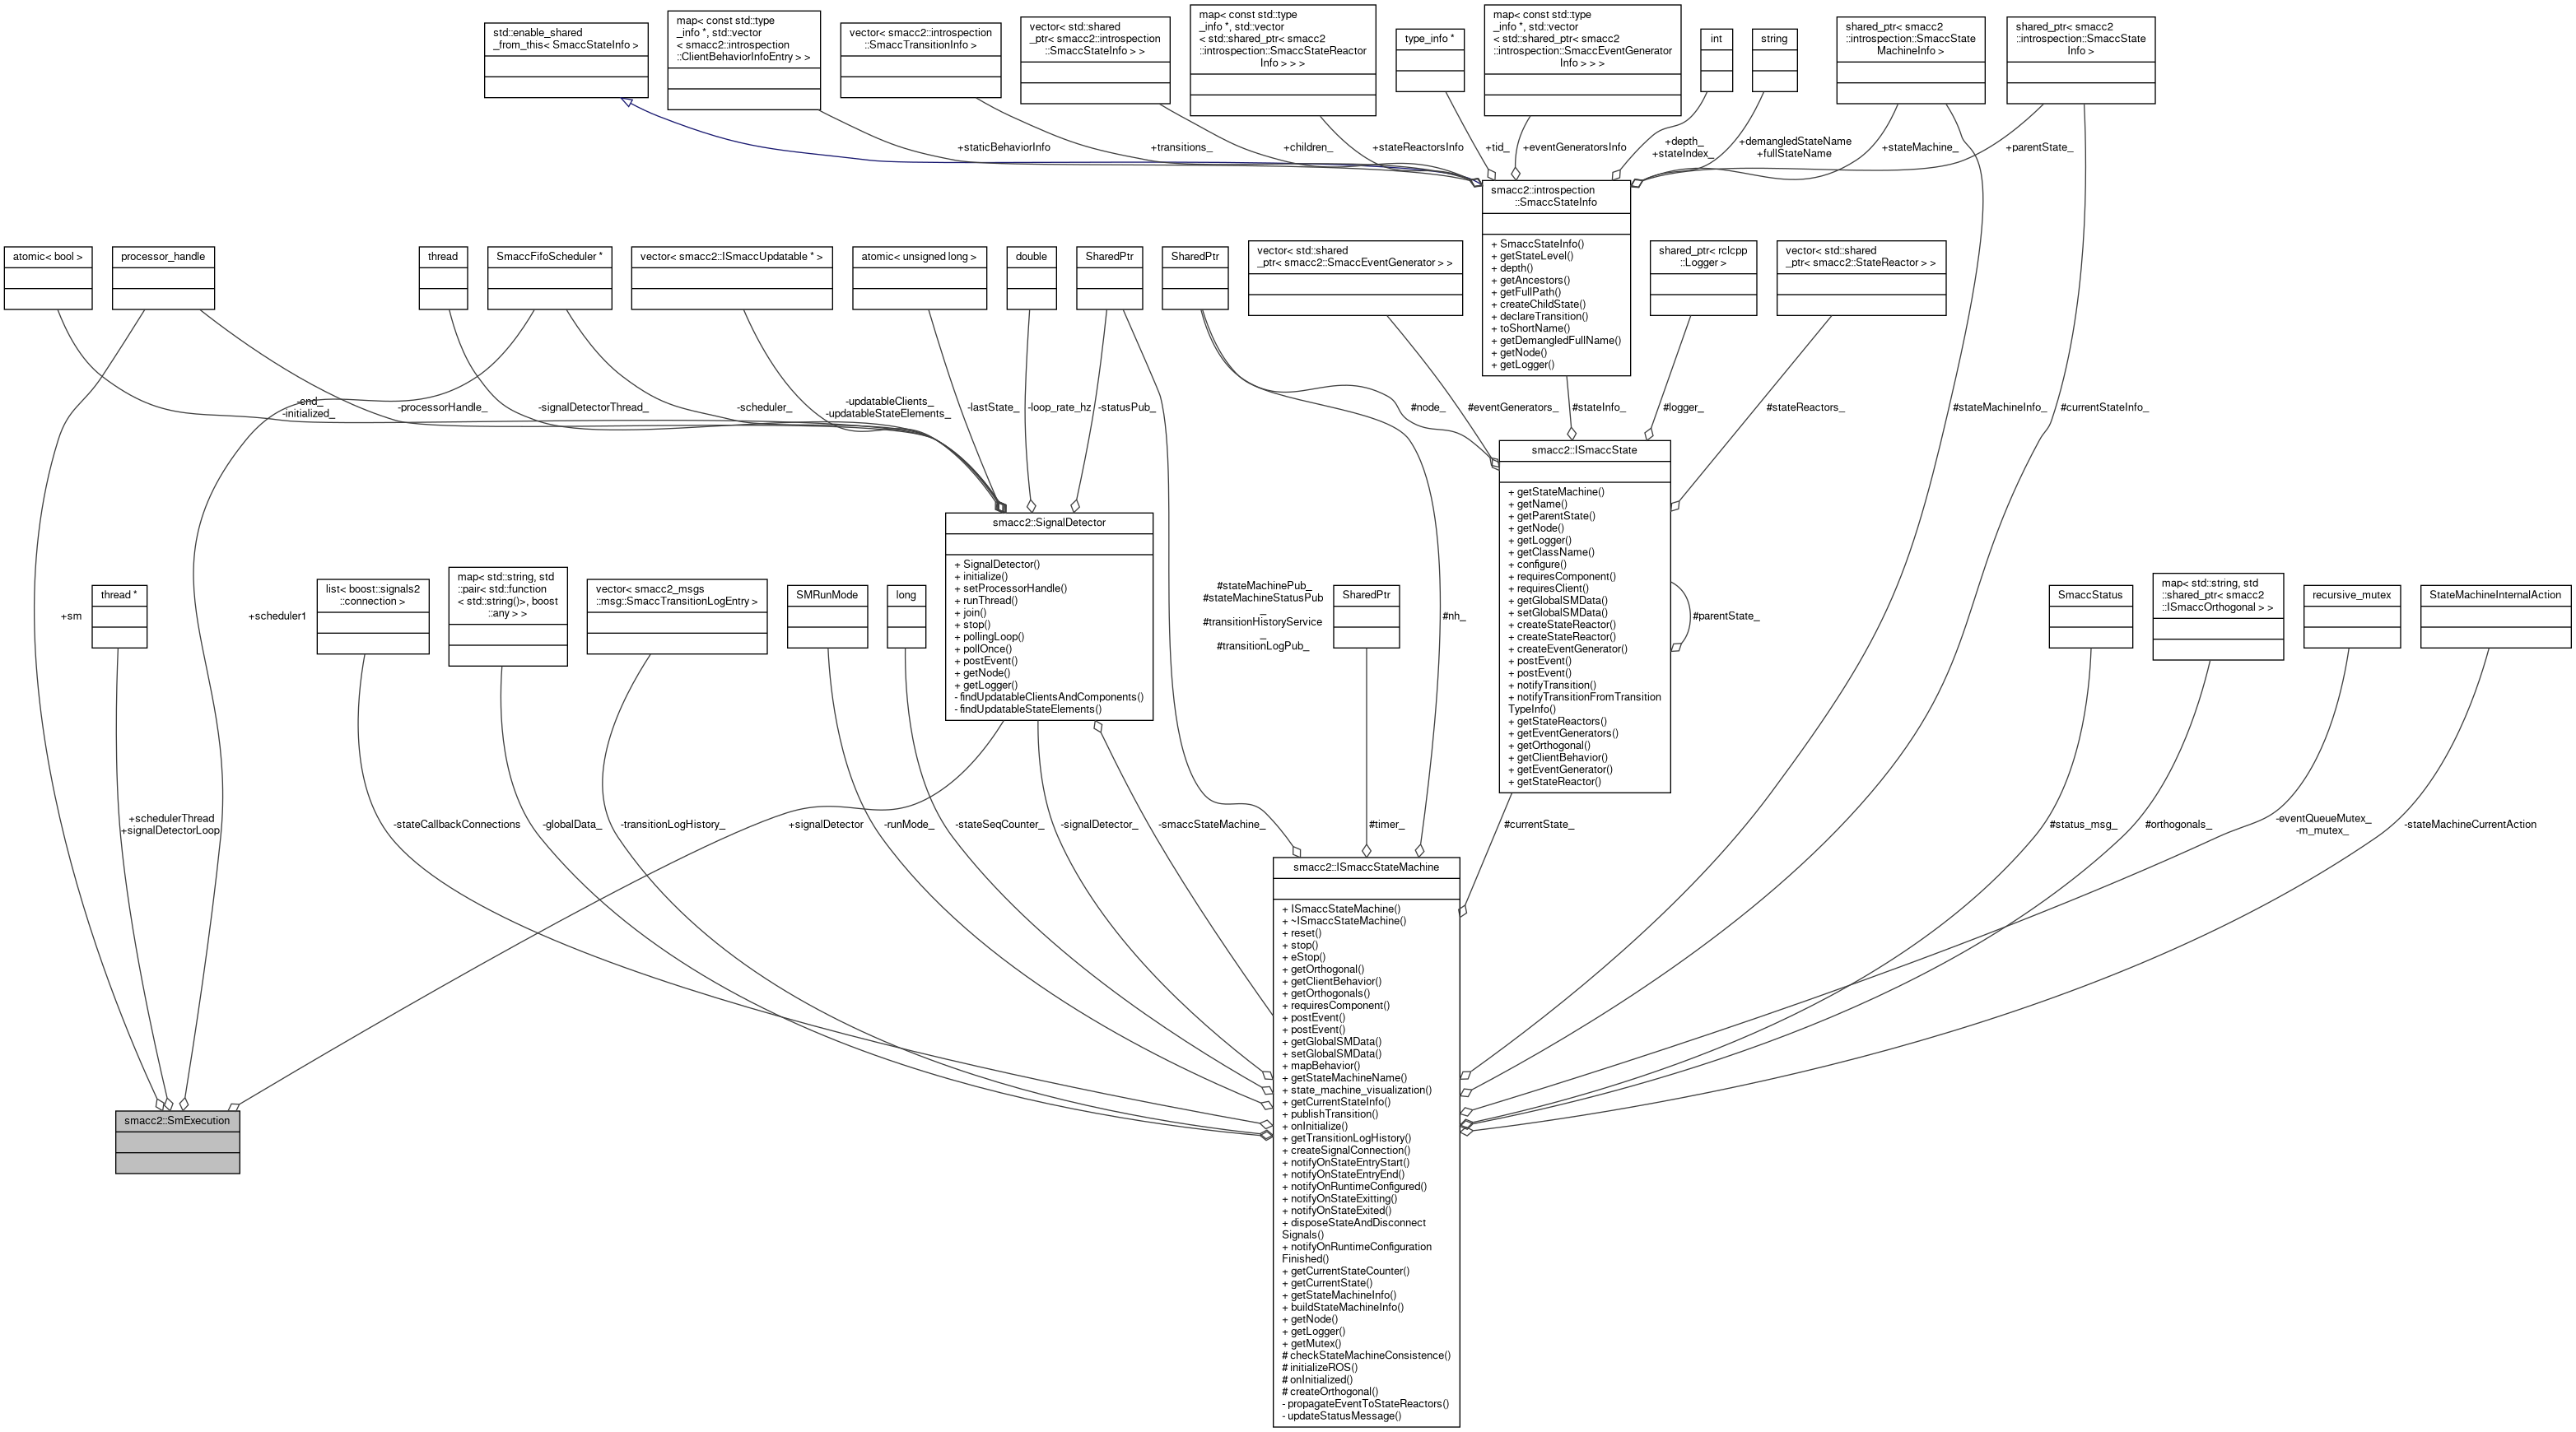 std::enable_shared
_from_this< SmaccStateInfo >
map< const std::type
_info *, std::vector
< smacc2::introspection
::ClientBehaviorInfoEntry > >
vector< smacc2::introspection
::SmaccTransitionInfo >
vector< std::shared
_ptr< smacc2::introspection
::SmaccStateInfo > >
map< const std::type
_info *, std::vector
< std::shared_ptr< smacc2
::introspection::SmaccStateReactor
Info > > >
type_info *
map< const std::type
_info *, std::vector
< std::shared_ptr< smacc2
::introspection::SmaccEventGenerator
Info > > >
int
string
shared_ptr< smacc2
::introspection::SmaccState
MachineInfo >
shared_ptr< smacc2
::introspection::SmaccState
Info >
+staticBehaviorInfo
+transitions_
+children_
+stateReactorsInfo
+tid_
+eventGeneratorsInfo
+depth_
+stateIndex_
+demangledStateName
+fullStateName
+stateMachine_
+parentState_
smacc2::introspection
::SmaccStateInfo
+ SmaccStateInfo()
+ getStateLevel()
+ depth()
+ getAncestors()
+ getFullPath()
+ createChildState()
+ declareTransition()
+ toShortName()
+ getDemangledFullName()
+ getNode()
+ getLogger()
atomic< bool >
processor_handle
thread
SmaccFifoScheduler *
vector< smacc2::ISmaccUpdatable * >
atomic< unsigned long >
double
SharedPtr
SharedPtr
vector< std::shared
_ptr< smacc2::SmaccEventGenerator > >
shared_ptr< rclcpp
::Logger >
vector< std::shared
_ptr< smacc2::StateReactor > >
-end_
-initialized_
-processorHandle_
-signalDetectorThread_
-scheduler_
-updatableClients_
-updatableStateElements_
-lastState_
-loop_rate_hz
-statusPub_
#node_
#eventGenerators_
#stateInfo_
#logger_
#stateReactors_
#stateMachineInfo_
#currentStateInfo_
smacc2::SignalDetector
+ SignalDetector()
+ initialize()
+ setProcessorHandle()
+ runThread()
+ join()
+ stop()
+ pollingLoop()
+ pollOnce()
+ postEvent()
+ getNode()
+ getLogger()
- findUpdatableClientsAndComponents()
- findUpdatableStateElements()
smacc2::ISmaccState
+ getStateMachine()
+ getName()
+ getParentState()
+ getNode()
+ getLogger()
+ getClassName()
+ configure()
+ requiresComponent()
+ requiresClient()
+ getGlobalSMData()
+ setGlobalSMData()
+ createStateReactor()
+ createStateReactor()
+ createEventGenerator()
+ postEvent()
+ postEvent()
+ notifyTransition()
+ notifyTransitionFromTransition
TypeInfo()
+ getStateReactors()
+ getEventGenerators()
+ getOrthogonal()
+ getClientBehavior()
+ getEventGenerator()
+ getStateReactor()
#parentState_
+sm
thread *
+scheduler1
list< boost::signals2
::connection >
map< std::string, std
::pair< std::function
< std::string()>, boost
::any > >
vector< smacc2_msgs
::msg::SmaccTransitionLogEntry >
SMRunMode
long
#stateMachinePub_
#stateMachineStatusPub
_
#transitionHistoryService
_
#transitionLogPub_
SharedPtr
#nh_
SmaccStatus
map< std::string, std
::shared_ptr< smacc2
::ISmaccOrthogonal > >
recursive_mutex
StateMachineInternalAction
+schedulerThread
+signalDetectorLoop
-stateCallbackConnections
-globalData_
-transitionLogHistory_
+signalDetector
-runMode_
-stateSeqCounter_
-signalDetector_
-smaccStateMachine_
#timer_
#currentState_
#status_msg_
#orthogonals_
-eventQueueMutex_
-m_mutex_
-stateMachineCurrentAction
smacc2::SmExecution
smacc2::ISmaccStateMachine
+ ISmaccStateMachine()
+ ~ISmaccStateMachine()
+ reset()
+ stop()
+ eStop()
+ getOrthogonal()
+ getClientBehavior()
+ getOrthogonals()
+ requiresComponent()
+ postEvent()
+ postEvent()
+ getGlobalSMData()
+ setGlobalSMData()
+ mapBehavior()
+ getStateMachineName()
+ state_machine_visualization()
+ getCurrentStateInfo()
+ publishTransition()
+ onInitialize()
+ getTransitionLogHistory()
+ createSignalConnection()
+ notifyOnStateEntryStart()
+ notifyOnStateEntryEnd()
+ notifyOnRuntimeConfigured()
+ notifyOnStateExitting()
+ notifyOnStateExited()
+ disposeStateAndDisconnect
Signals()
+ notifyOnRuntimeConfiguration
Finished()
+ getCurrentStateCounter()
+ getCurrentState()
+ getStateMachineInfo()
+ buildStateMachineInfo()
+ getNode()
+ getLogger()
+ getMutex()
# checkStateMachineConsistence()
# initializeROS()
# onInitialized()
# createOrthogonal()
- propagateEventToStateReactors()
- updateStatusMessage()